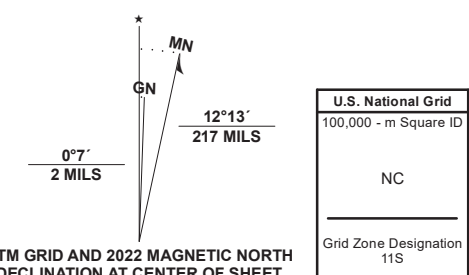 ★
MN
GN
12°13´
217 MILS
0°7´
2 MILS
TM GRID AND 2022 MAGNETIC NORTH
DECLINATION AT CENTER OF SHEET
U.S. National Grid
100,000 - m Square ID
NC
Grid Zone Designation
11S